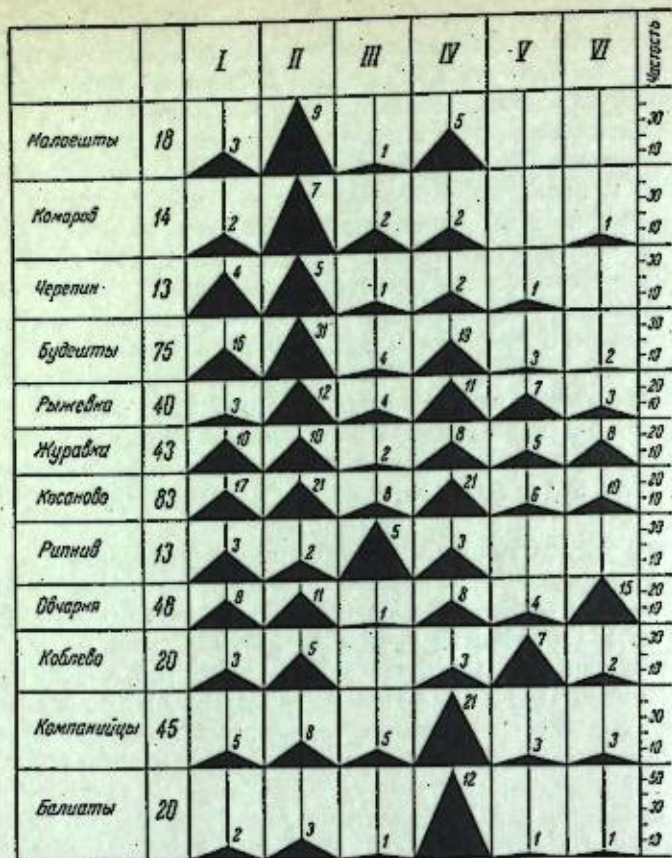 I II III IV V VI Частость
Малаешты 18 3 9 1 5 30 10
Комаров 14 2 7 2 2 1 30 10
Черепин 13 4 5 1 2 1 30 10
Будешты 75 16 31 4 19 3 2 30 10
Рыжевка 40 3 12 4 11 7 3 20 10
Журавка 43 10 10 2 8 5 8 20 10
Косаново 83 17 21 8 21 6 10 20 10
Рипнив 13 3 2 5 3 30 10
Овчарня 48 8 11 1 8 4 15 20 10
Коблево 20 3 5 3 7 2 30 10
Компанийцы 45 5 8 5 21 3 3 30 10
Балцаты 20 2 3 1 12 1 1 50 30 10